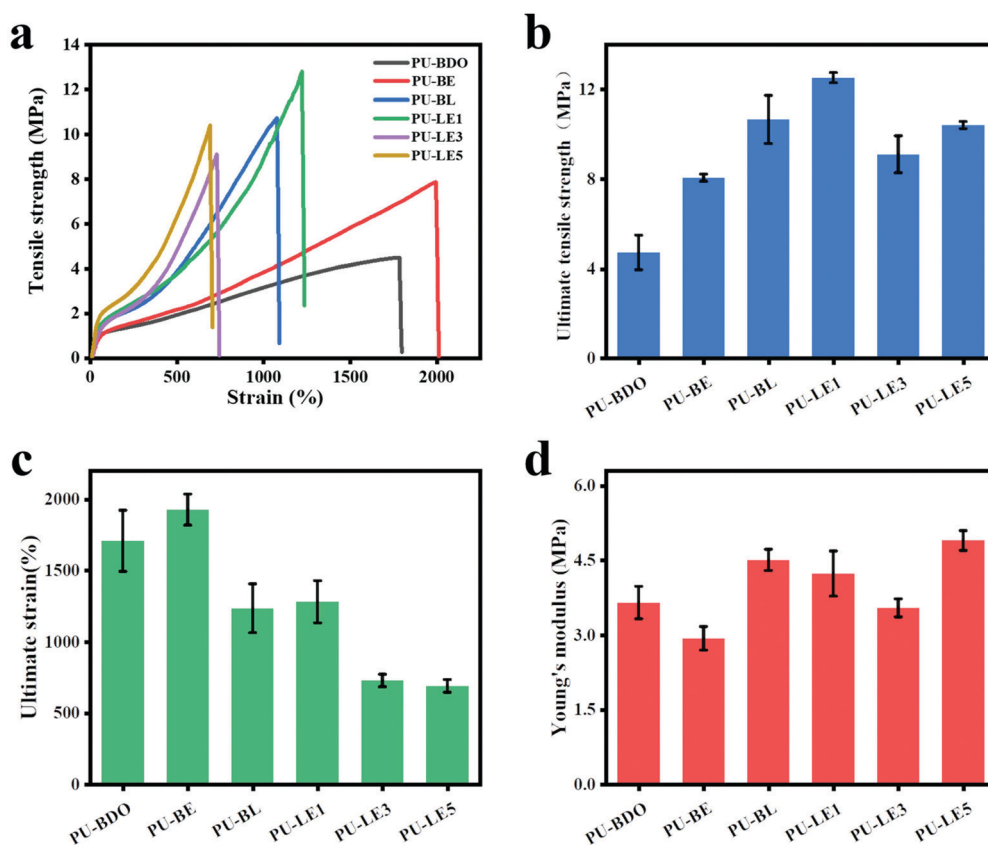 a
14
12
10
8
6
4
2
0
Tensile strength (MPa)
0 500 1000 1500 2000
Strain (%)
PU-BDO
PU-BE
PU-BL
PU-LE1
PU-LE3
PU-LE5
b
12
8
4
0
Ultimate tensile strength (MPa)
PU-BDO PU-BE PU-BL PU-LE1 PU-LE3 PU-LE5
c
2000
1500
1000
500
0
Ultimate strain(%)
PU-BDO PU-BE PU-BL PU-LE1 PU-LE3 PU-LE5
d
6.0
4.5
3.0
1.5
0.0
Young's modulus (MPa)
PU-BDO PU-BE PU-BL PU-LE1 PU-LE3 PU-LE5